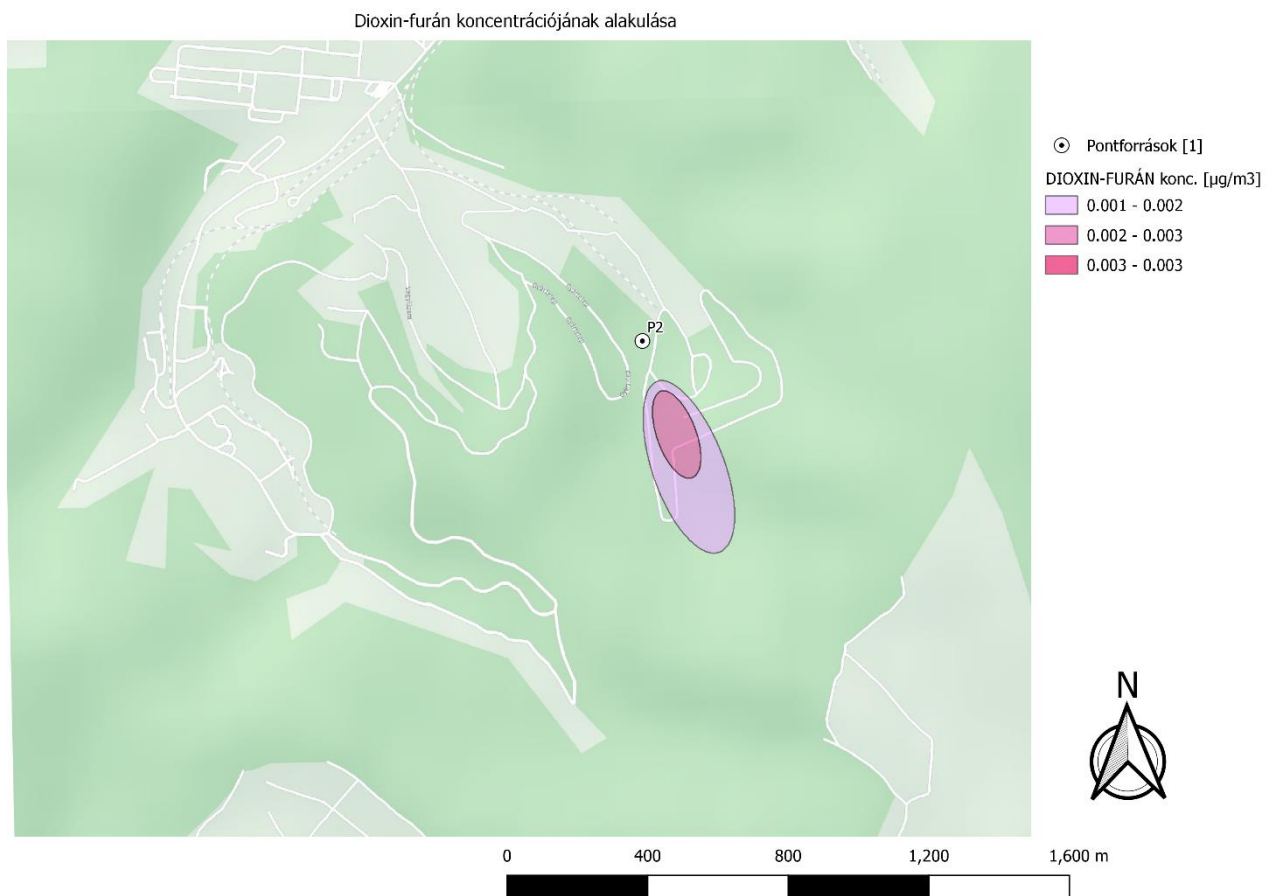 Dioxin-furán koncentrációjának alakulása
Pontforrások [1]
DIOXIN-FURÁN konc. [µg/m3]
0.001 - 0.002
0.002 - 0.003
0.003 - 0.003
P2
N
0 400 800 1,200 1,600 m